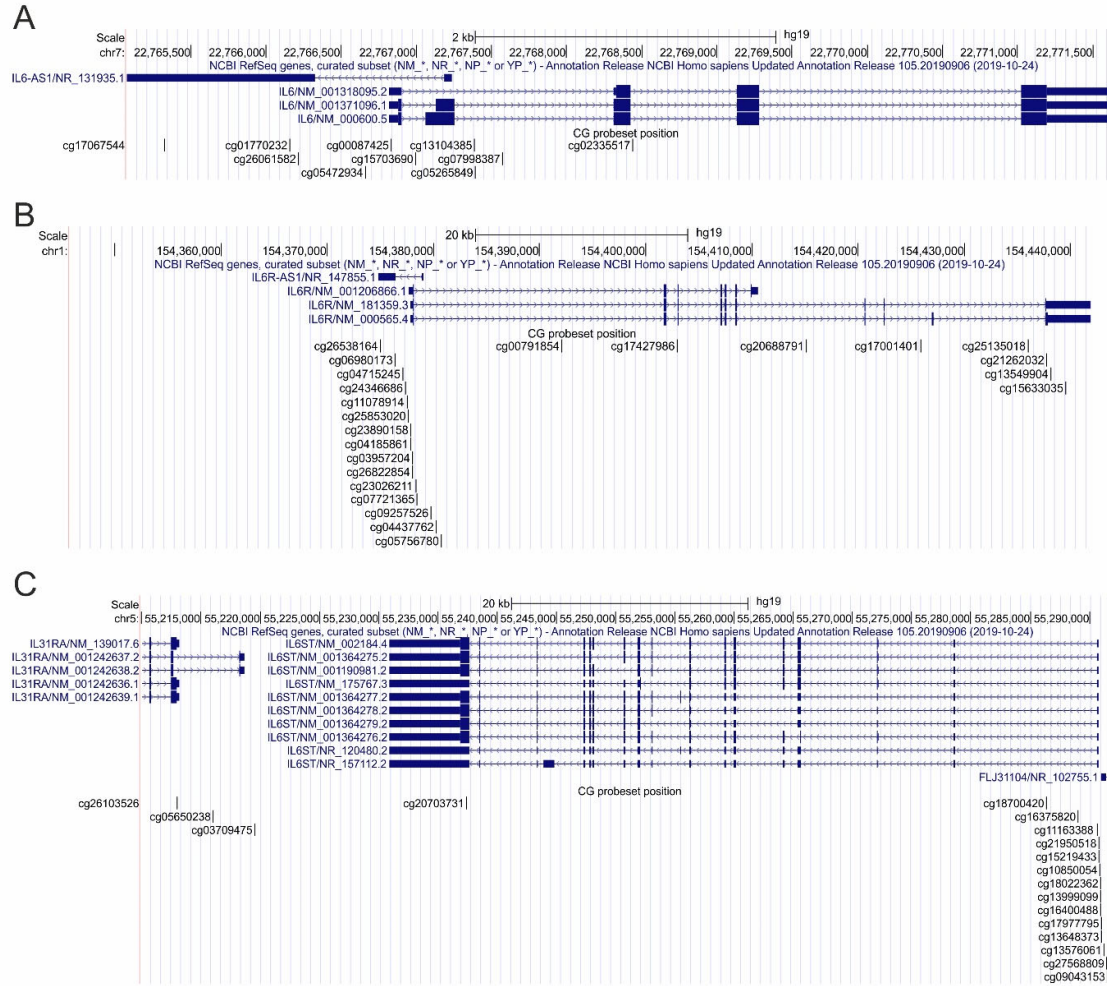 A
Scale 2 kb hg19
chr7: 22,765,500 22,766,000 22,766,500 22,767,000 22,767,500 22,768,000 22,768,500 22,769,000 22,769,500 22,770,000 22,770,500 22,771,000 22,771,500
NCBI RefSeq genes, curated subset (NM_*, NR_*, NP_* or YP_*) - Annotation Release NCBI Homo sapiens Updated Annotation Release 105.20190906 (2019-10-24)
IL6-AS1/NR_131935.1
IL6/NM_001318095.2
IL6/NM_001371096.1
IL6/NM_000600.5
CG probeset position
cg17067544 cg01770232 cg00087425 cg13104385 cg02335517
cg26061582 cg15703690 cg07998387
cg05472934 cg05265849
B
Scale 20 kb hg19
chr1: 154,360,000 154,370,000 154,380,000 154,390,000 154,400,000 154,410,000 154,420,000 154,430,000 154,440,000
NCBI RefSeq genes, curated subset (NM_*, NR_*, NP_* or YP_*) - Annotation Release NCBI Homo sapiens Updated Annotation Release 105.20190906 (2019-10-24)
IL6R-AS1/NR_147855.1
IL6R/NM_001206866.1
IL6R/NM_181359.3
IL6R/NM_000565.4
CG probeset position
cg26538164 cg00791854 cg17427986 cg20688791 cg17001401 cg25135018
cg06980173 cg21262032
cg04715245 cg13549904
cg24346686 cg15633035
cg11078914
cg25853020
cg23890158
cg04185861
cg03957204
cg26822854
cg23026211
cg07721365
cg09257526
cg04437762
cg05756780
C
Scale 20 kb hg19
chr5: 55,215,000 55,220,000 55,225,000 55,230,000 55,235,000 55,240,000 55,245,000 55,250,000 55,255,000 55,260,000 55,265,000 55,270,000 55,275,000 55,280,000 55,285,000 55,290,000
NCBI RefSeq genes, curated subset (NM_*, NR_*, NP_* or YP_*) - Annotation Release NCBI Homo sapiens Updated Annotation Release 105.20190906 (2019-10-24)
IL31RA/NM_139017.6 IL6ST/NM_002184.4
IL31RA/NM_001242637.2 IL6ST/NM_001364275.2
IL31RA/NM_001242638.2 IL6ST/NM_001190981.2
IL31RA/NM_001242636.1 IL6ST/NM_175767.3
IL31RA/NM_001242639.1 IL6ST/NM_001364277.2
IL6ST/NM_001364278.2
IL6ST/NM_001364279.2
IL6ST/NM_001364276.2
IL6ST/NR_120480.2
IL6ST/NR_157112.2
FLJ31104/NR_102755.1
CG probeset position
cg26103526 cg20703731 cg18700420
cg05650238 cg16375820
cg03709475 cg11163388
cg21950518
cg15219433
cg10850054
cg18022362
cg13999099
cg16400488
cg17977795
cg13648373
cg13576061
cg27568809
cg09043153